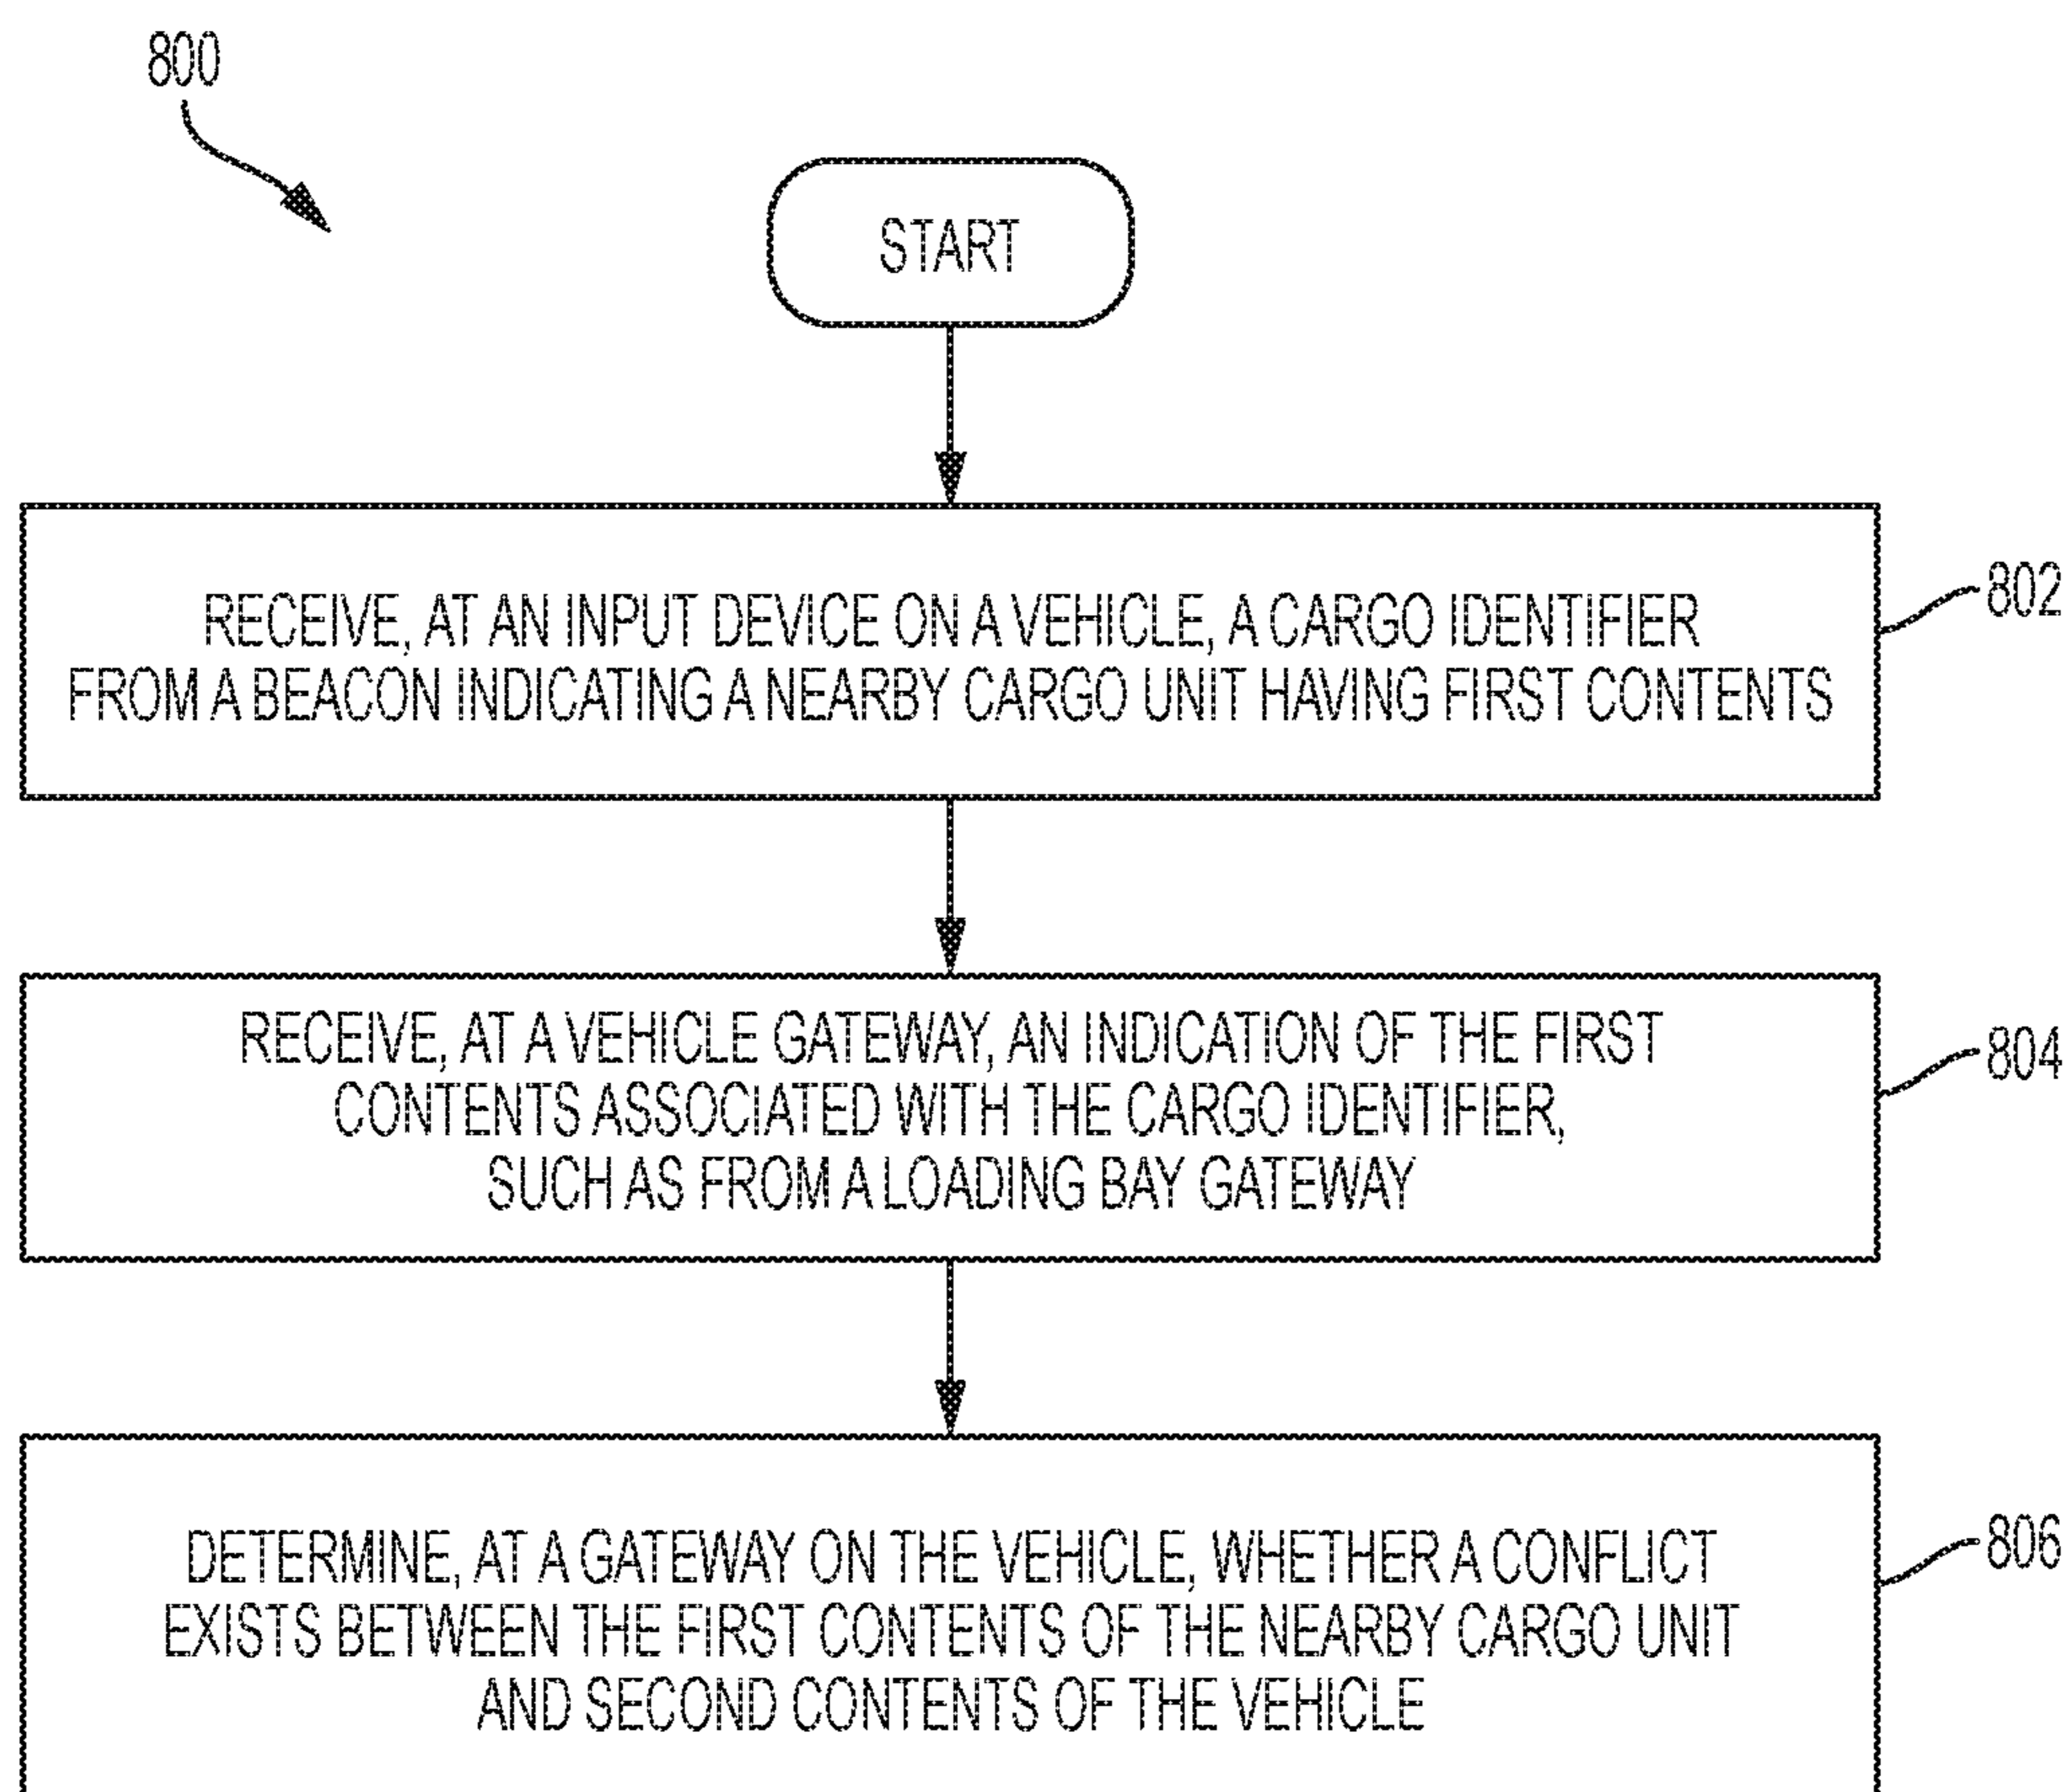 800
START
RECEIVE, AT AN INPUT DEVICE ON A VEHICLE, A CARGO IDENTIFIER
FROM A BEACON INDICATING A NEARBY CARGO UNIT HAVING FIRST CONTENTS
802
RECEIVE, AT A VEHICLE GATEWAY, AN INDICATION OF THE FIRST
CONTENTS ASSOCIATED WITH THE CARGO IDENTIFIER,
SUCH AS FROM A LOADING BAY GATEWAY
804
DETERMINE, AT A GATEWAY ON THE VEHICLE, WHETHER A CONFLICT
EXISTS BETWEEN THE FIRST CONTENTS OF THE NEARBY CARGO UNIT
AND SECOND CONTENTS OF THE VEHICLE
806